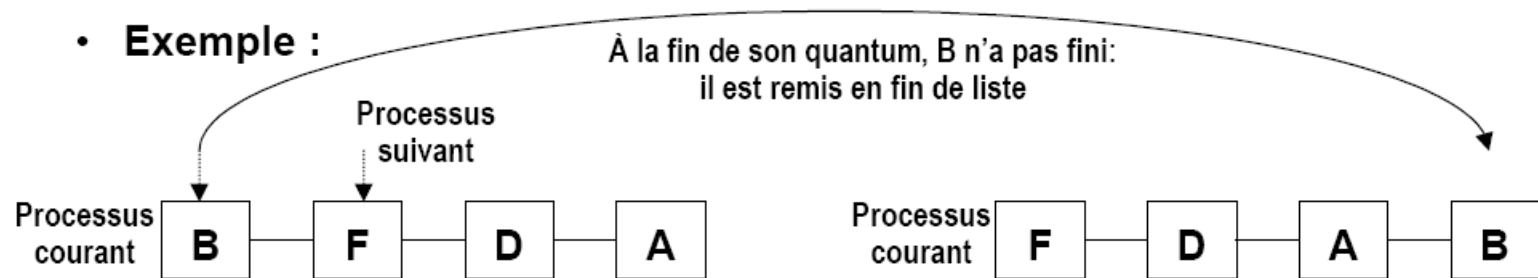 • Exemple :
À la fin de son quantum, B n'a pas fini:
il est remis en fin de liste
Processus
suivant
Processus
courant
B
F
D
A
Processus
courant
F
D
A
B